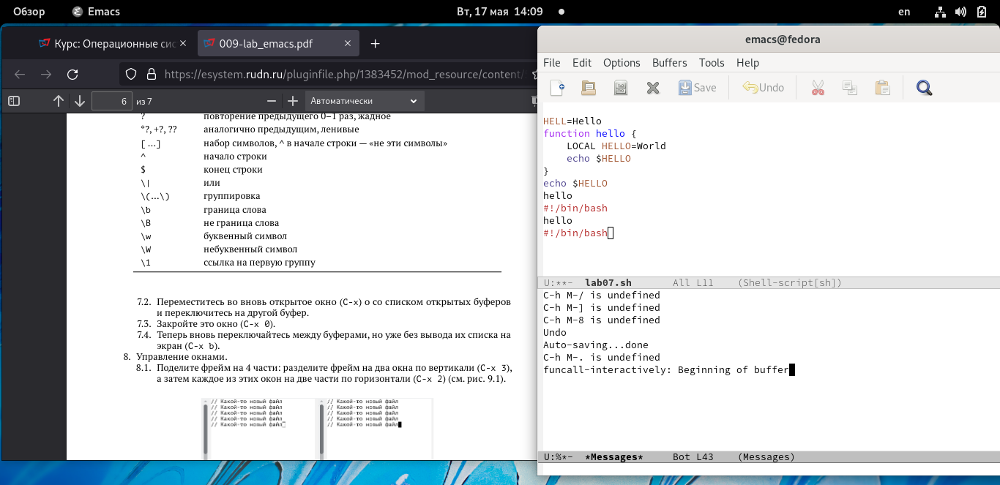 Обзор
Emacs
Вт, 17 мая 14:09
en
Курс: Операционные сис
009-lab_emacs.pdf
https://esystem.rudn.ru/pluginfile.php/1383452/mod_resource/content/
6 из 7
Автоматически
? повторение предыдущего 0–1 раз, жадное
*?, +?, ?? аналогично предыдущим, ленивые
[ …] набор символов, ^ в начале строки — «не эти символы»
^ начало строки
$ конец строки
\| или
\(…\) группировка
\b граница слова
\B не граница слова
\w буквенный символ
\W небуквенный символ
\1 ссылка на первую группу
7.2. Переместитесь во вновь открытое окно (C-x) o со списком открытых буферов
и переключитесь на другой буфер.
7.3. Закройте это окно (C-x 0).
7.4. Теперь вновь переключайтесь между буферами, но уже без вывода их списка на
экран (C-x b).
8. Управление окнами.
8.1. Поделите фрейм на 4 части: разделите фрейм на два окна по вертикали (C-x 3),
а затем каждое из этих окон на две части по горизонтали (C-x 2) (см. рис. 9.1).
// Какой-то новый файл // Какой-то новый файл
// Какой-то новый файл // Какой-то новый файл
// Какой-то новый файл // Какой-то новый файл
// Какой-то новый файл // Какой-то новый файл
// Какой-то новый файл // Какой-то новый файл
emacs@fedora
File Edit Options Buffers Tools Help
Save Undo
HELL=Hello
function hello {
    LOCAL HELLO=World
    echo $HELLO
}
echo $HELLO
hello
#!/bin/bash
hello
#!/bin/bash
U:**- lab07.sh All L11 (Shell-script[sh])
C-h M-/ is undefined
C-h M-] is undefined
C-h M-8 is undefined
Undo
Auto-saving...done
C-h M-. is undefined
funcall-interactively: Beginning of buffer
U:%*- *Messages* Bot L43 (Messages)